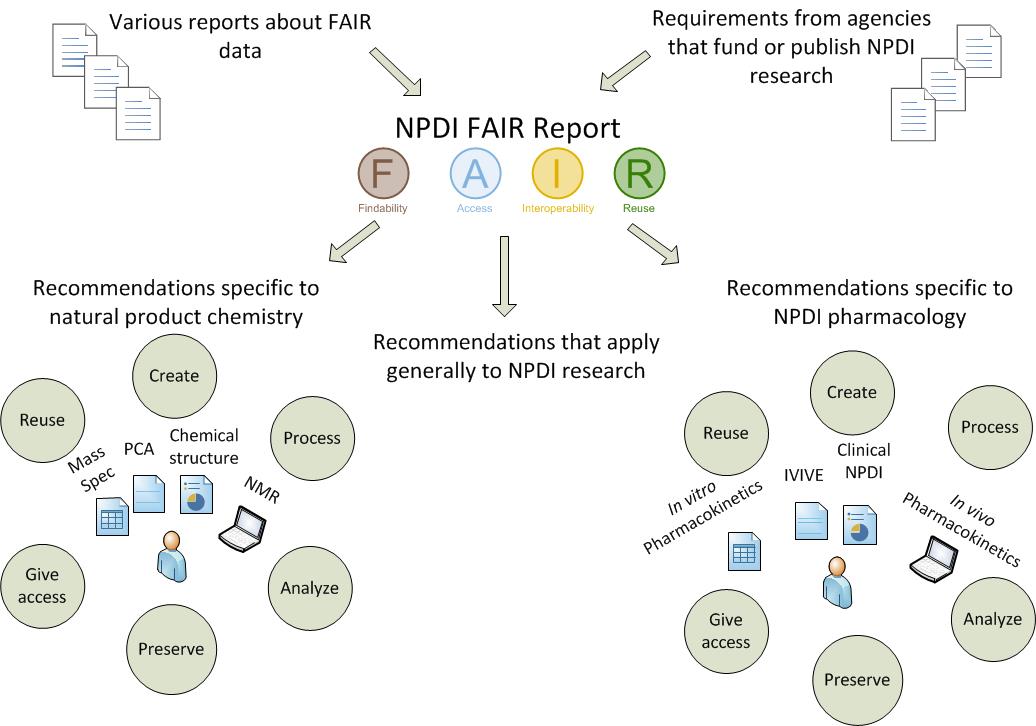 Various reports about FAIR
data
Requirements from agencies
that fund or publish NPDI
research
NPDI FAIR Report
F
A
I
R
Findability
Access
Interoperability
Reuse
Recommendations specific to
natural product chemistry
Recommendations that apply
generally to NPDI research
Recommendations specific to
NPDI pharmacology
Create
Reuse
Process
Mass
Spec
PCA
Chemical
structure
NMR
Give
access
Analyze
Preserve
Create
Reuse
Process
In vitro
Pharmacokinetics
IVIVE
Clinical
NPDI
In vivo
Pharmacokinetics
Give
access
Analyze
Preserve